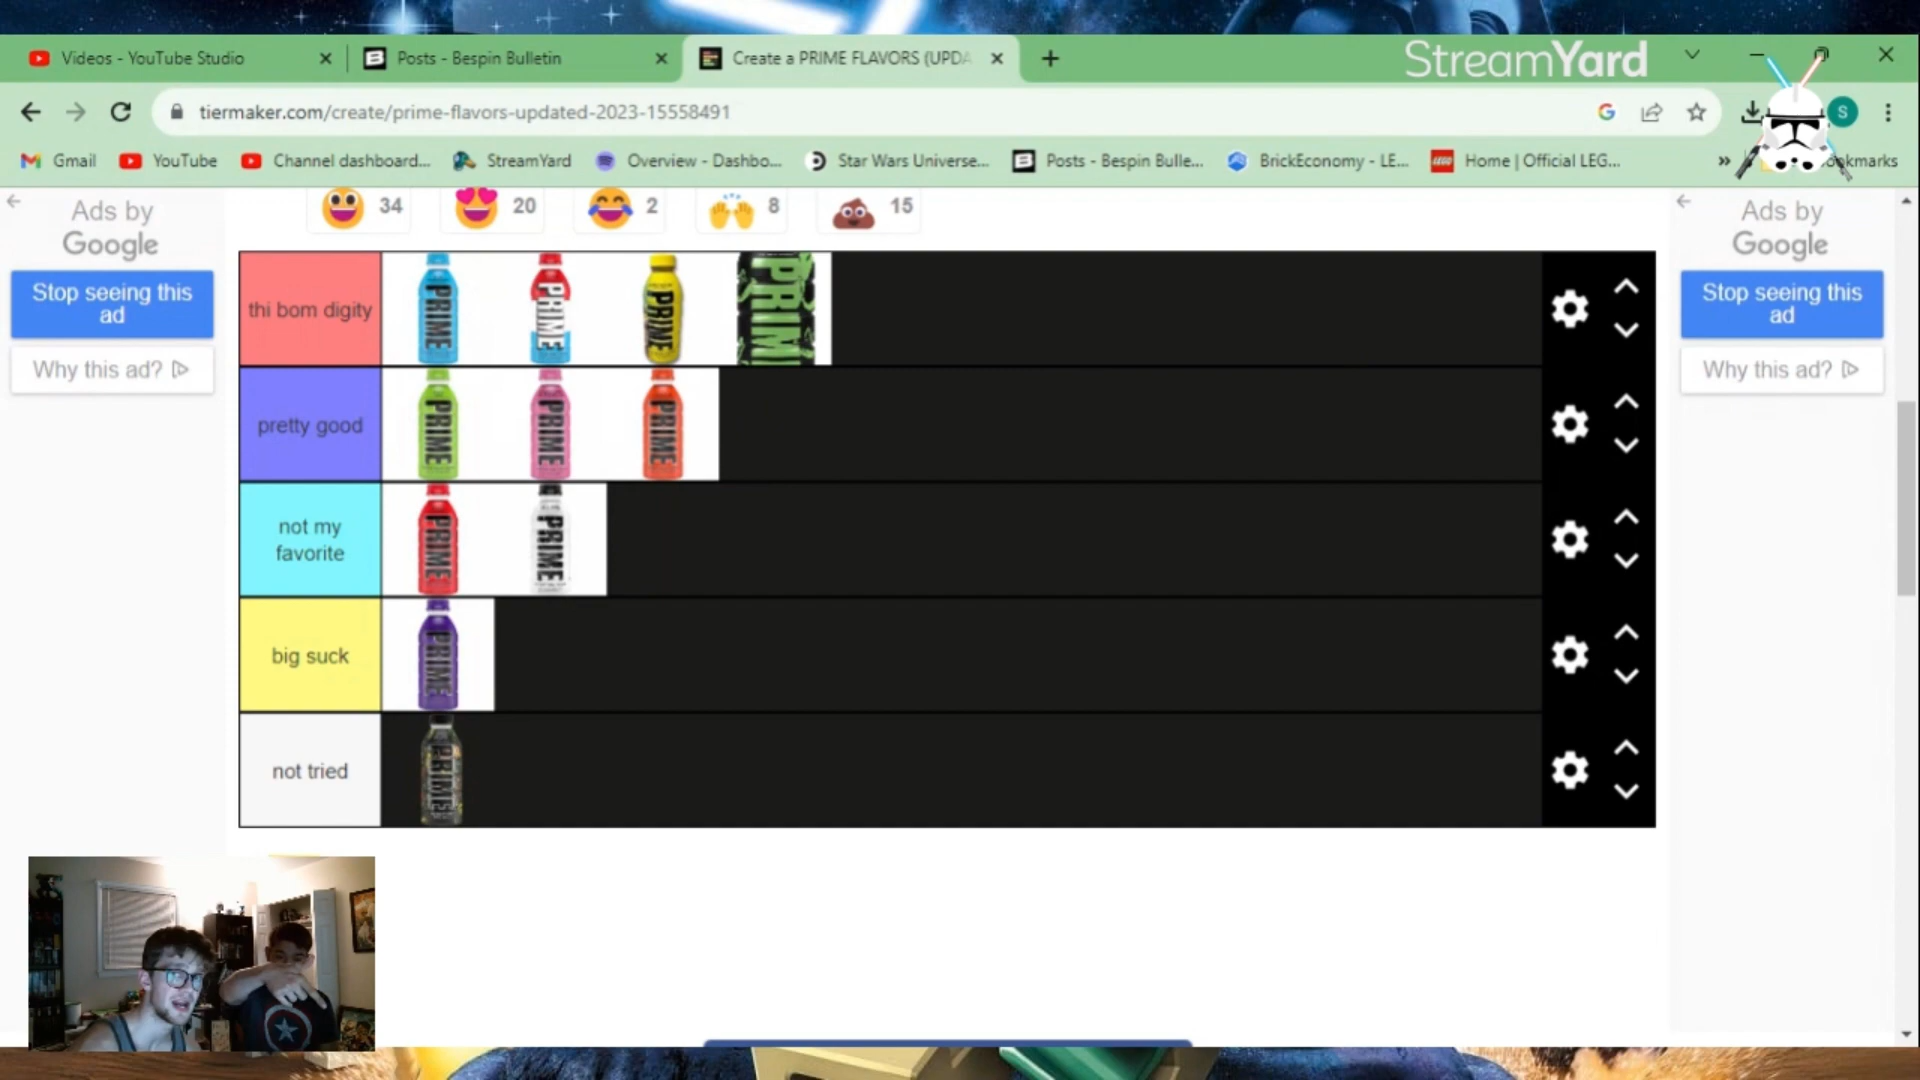 Videos - YouTube Studio
Posts - Bespin Bulletin
Create a PRIME FLAVORS (UPDA
StreamYard
tiermaker.com/create/prime-flavors-updated-2023-15558491
S
Gmail
YouTube
Channel dashboard...
StreamYard
Overview - Dashbo...
Star Wars Universe...
Posts - Bespin Bulle...
BrickEconomy - LE...
Home | Official LEG...
»
okmarks
Ads by
Google
Stop seeing this
ad
Why this ad?
34
20
2
8
15
Ads by
Google
Stop seeing this
ad
Why this ad?
thi bom digity
PRIME
PRIME
PRIME
PRIM
pretty good
PRIME
PRIME
PRIME
not my
favorite
PRIME
PRIME
big suck
PRIME
not tried
PRIME